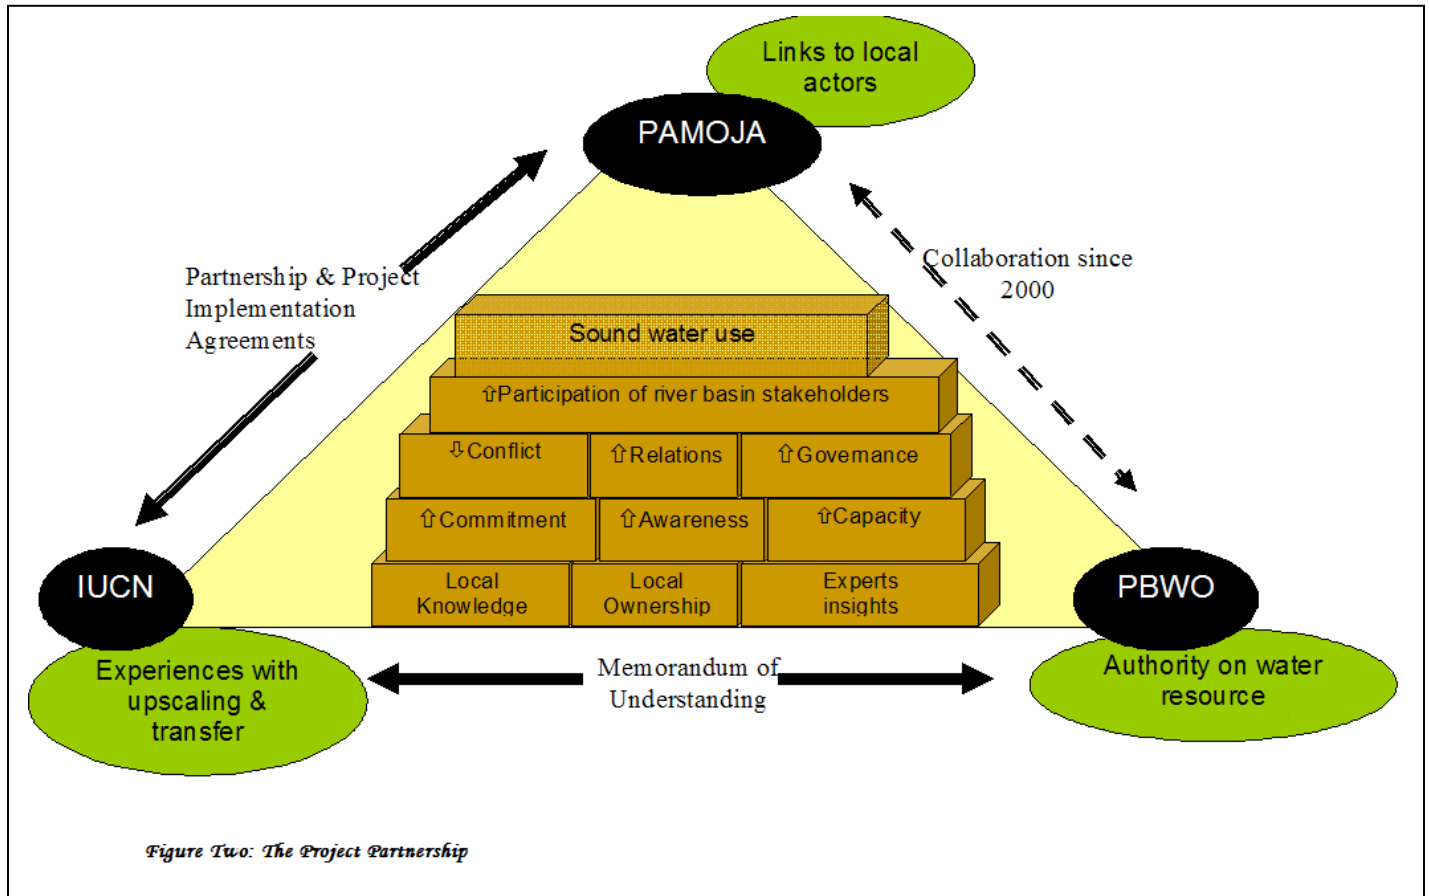 Links to local
actors
PAMOJA
Partnership & Project
Implementation
Agreements
Collaboration since
2000
Sound water use
⇧Participation of river basin stakeholders
⇩Conflict
⇧Relations
⇧Governance
⇧Commitment
⇧Awareness
⇧Capacity
Local
Knowledge
Local
Ownership
Experts
insights
IUCN
PBWO
Experiences with
upscaling &
transfer
Memorandum of
Understanding
Authority on water
resource
Figure Two: The Project Partnership